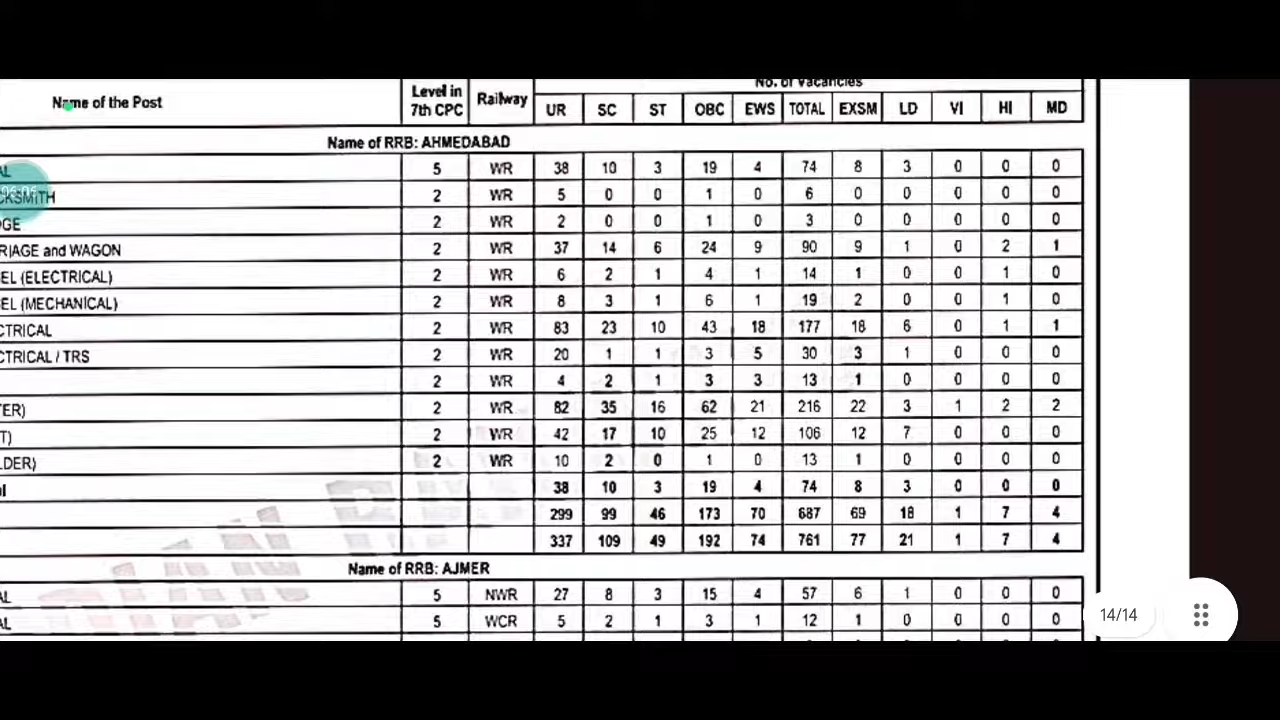 No. of Vacancies
Name of the Post Level in 7th CPC Railway UR SC ST OBC EWS TOTAL EXSM LD VI HI MD
Name of RRB: AHMEDABAD
AL 5 WR 38 10 3 19 4 74 8 3 0 0 0
CKSMITH 2 WR 5 0 0 1 0 6 0 0 0 0 0
DGE 2 WR 2 0 0 1 0 3 0 0 0 0 0
RRIAGE and WAGON 2 WR 37 14 6 24 9 90 9 1 0 2 1
EL (ELECTRICAL) 2 WR 6 2 1 4 1 14 1 0 0 1 0
EL (MECHANICAL) 2 WR 8 3 1 6 1 19 2 0 0 1 0
CTRICAL 2 WR 83 23 10 43 18 177 18 6 0 1 1
CTRICAL / TRS 2 WR 20 1 1 3 5 30 3 1 0 0 0
2 WR 4 2 1 3 3 13 1 0 0 0 0
TER) 2 WR 82 35 16 62 21 216 22 3 1 2 2
T) 2 WR 42 17 10 25 12 106 12 7 0 0 0
LDER) 2 WR 10 2 0 1 0 13 1 0 0 0 0
38 10 3 19 4 74 8 3 0 0 0
299 99 46 173 70 687 69 18 1 7 4
337 109 49 192 74 761 77 21 1 7 4
Name of RRB: AJMER
AL 5 NWR 27 8 3 15 4 57 6 1 0 0 0
AL 5 WCR 5 2 1 3 1 12 1 0 0 0 0
14/14